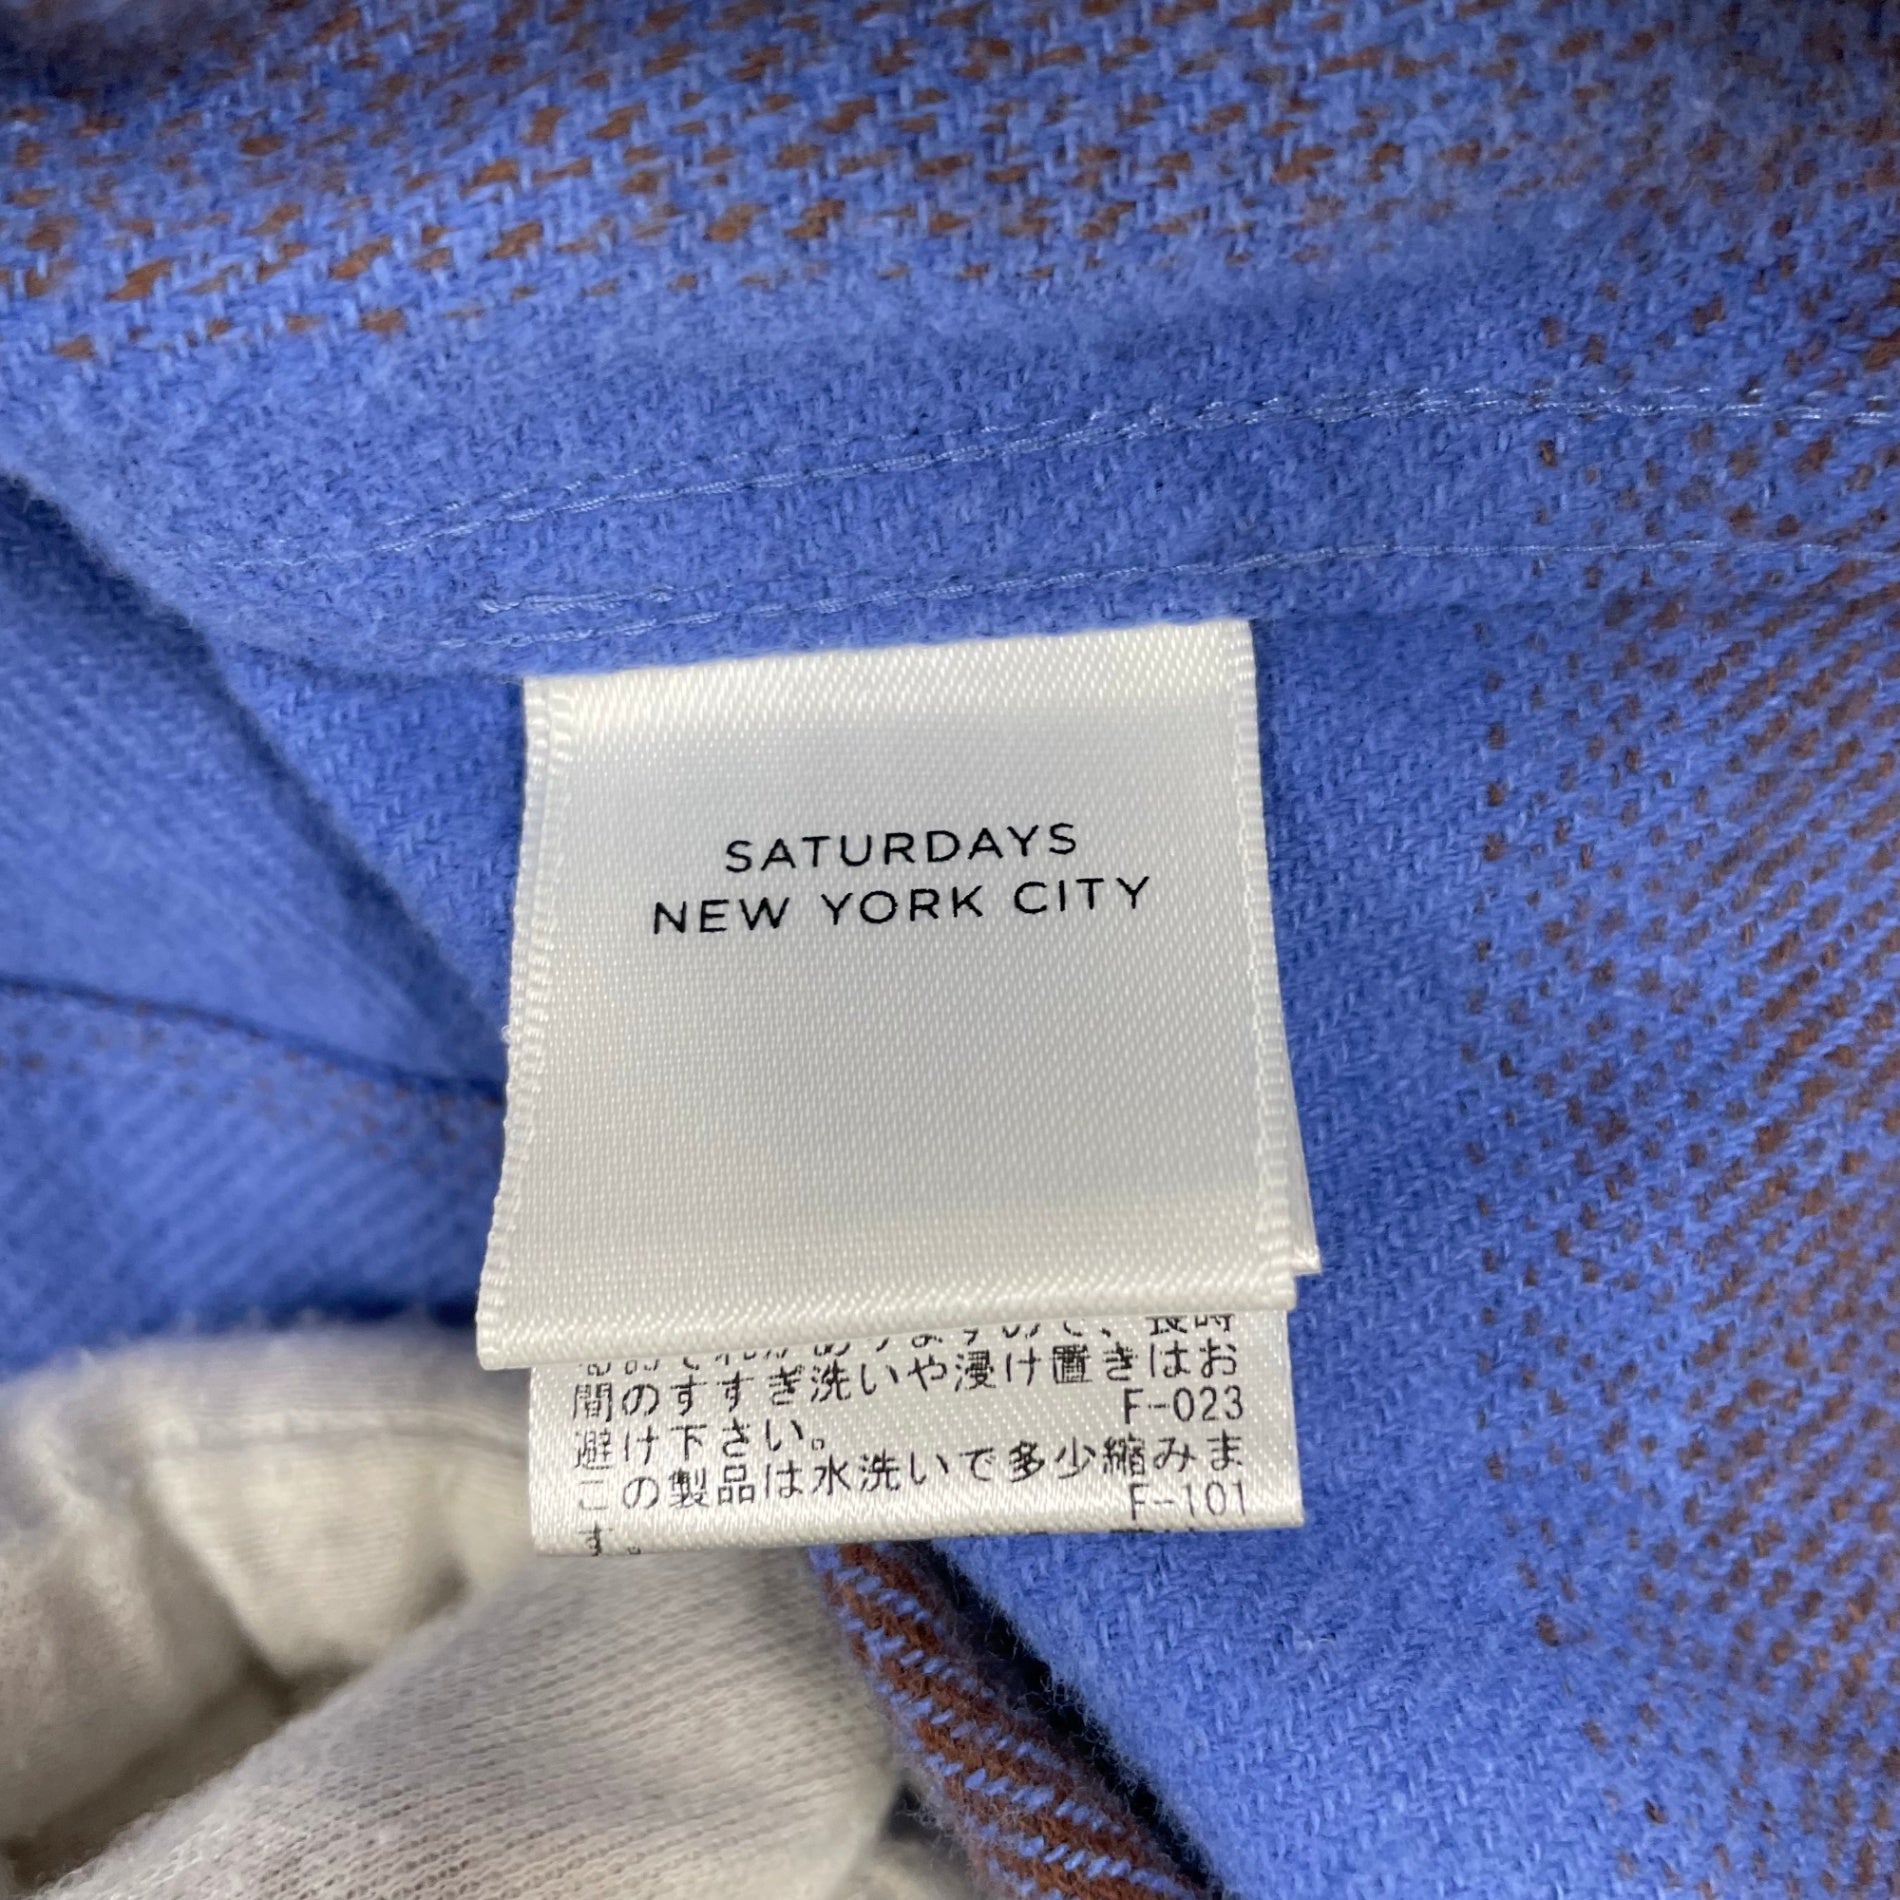 SATURDAYS
NEW YORK CITY
間のすすぎ洗いや浸け置きはお
F-023
避け下さい。
この製品は水洗いで多少縮みま
F-101
す。